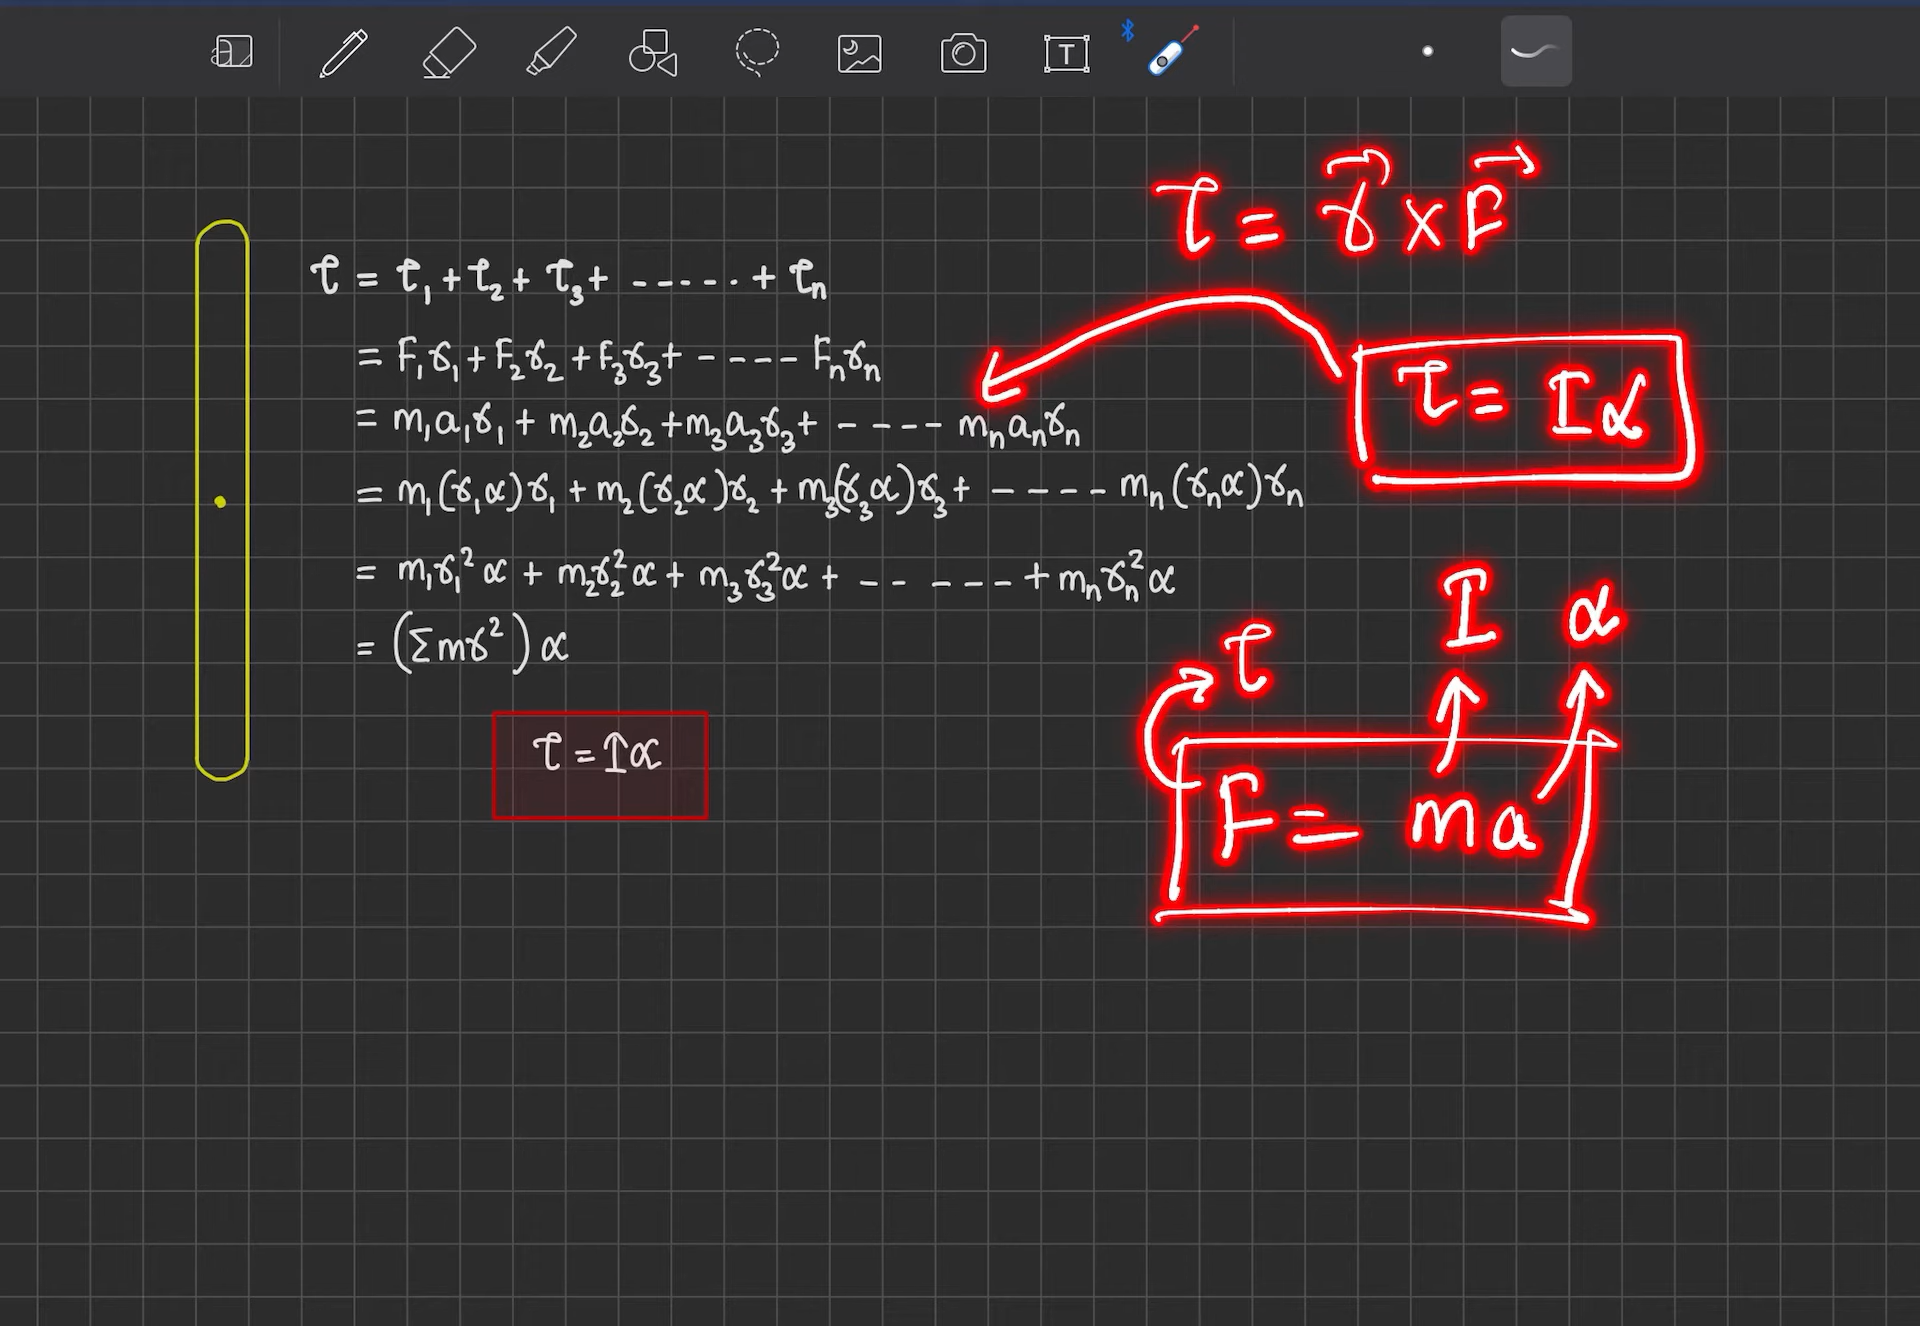 τ = τ₁ + τ₂ + τ₃ + ----- + τₙ
= F₁r₁ + F₂r₂ + F₃r₃ + ---- Fₙrₙ
= m₁a₁r₁ + m₂a₂r₂ + m₃a₃r₃ + ---- mₙaₙrₙ
= m₁(r₁α)r₁ + m₂(r₂α)r₂ + m₃(r₃α)r₃ + ---- mₙ(rₙα)rₙ
= m₁r₁²α + m₂r₂²α + m₃r₃²α + -- --- + mₙrₙ²α
= (Σmr²)α
τ = Iα
τ = r⃗ × F⃗
τ = Iα
τ I α
F = ma
T